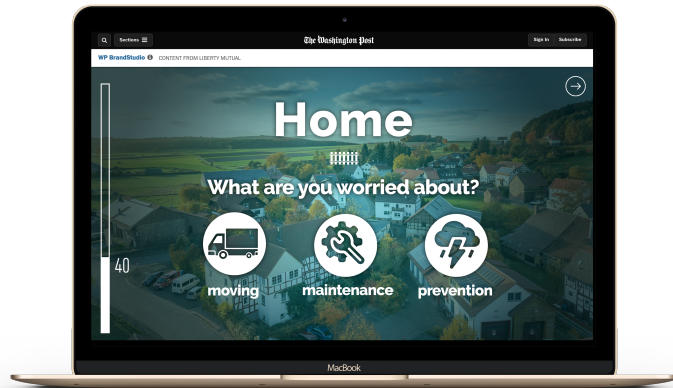 Sections
The Washington Post
Sign In Subscribe
WP BrandStudio CONTENT FROM LIBERTY MUTUAL
Home
What are you worried about?
40
moving maintenance prevention
MacBook